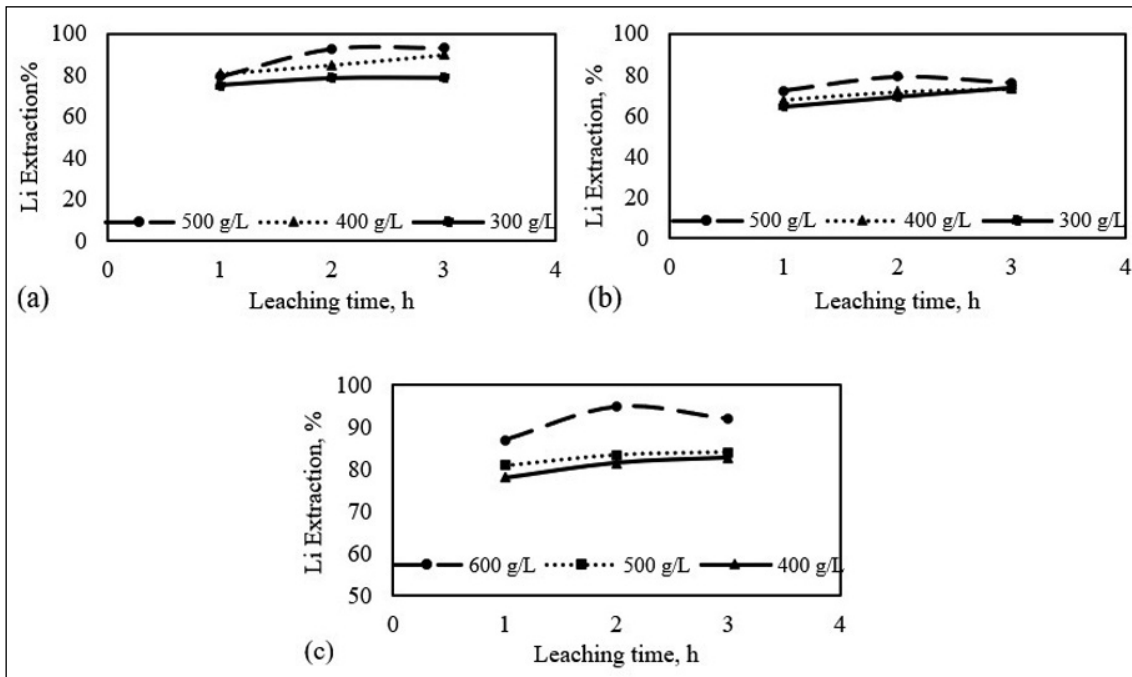 100
80
60
40
20
0
Li Extraction%
500 g/L 400 g/L 300 g/L
0 1 2 3 4
Leaching time, h
(a)
100
80
60
40
20
0
Li Extraction, %
500 g/L 400 g/L 300 g/L
0 1 2 3 4
Leaching time, h
(b)
100
90
80
70
60
50
Li Extraction, %
600 g/L 500 g/L 400 g/L
0 1 2 3 4
Leaching time, h
(c)